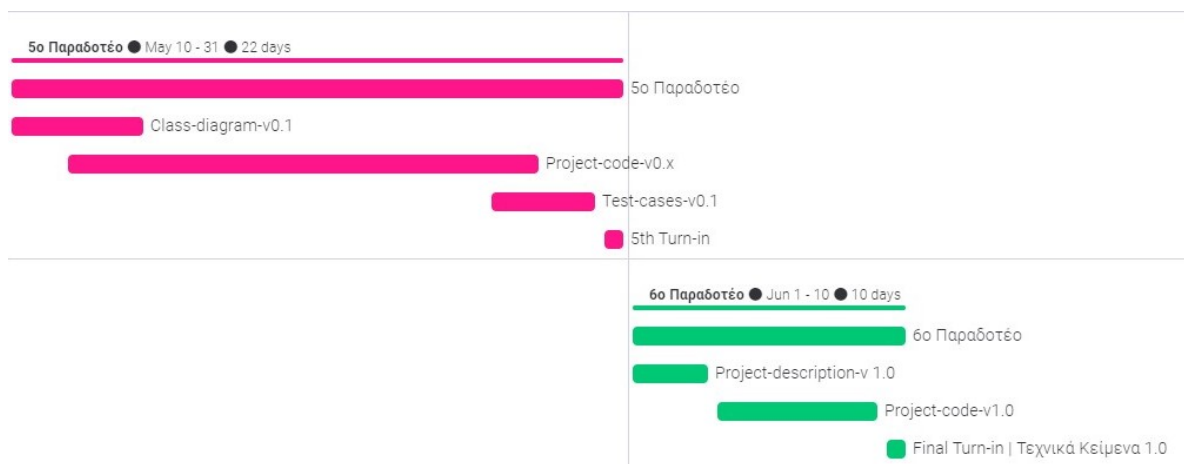 5ο Παραδοτέο ● May 10 - 31 ● 22 days
5ο Παραδοτέο
Class-diagram-v0.1
Project-code-v0.x
Test-cases-v0.1
5th Turn-in
6ο Παραδοτέο ● Jun 1 - 10 ● 10 days
6ο Παραδοτέο
Project-description-v 1.0
Project-code-v1.0
Final Turn-in | Τεχνικά Κείμενα 1.0